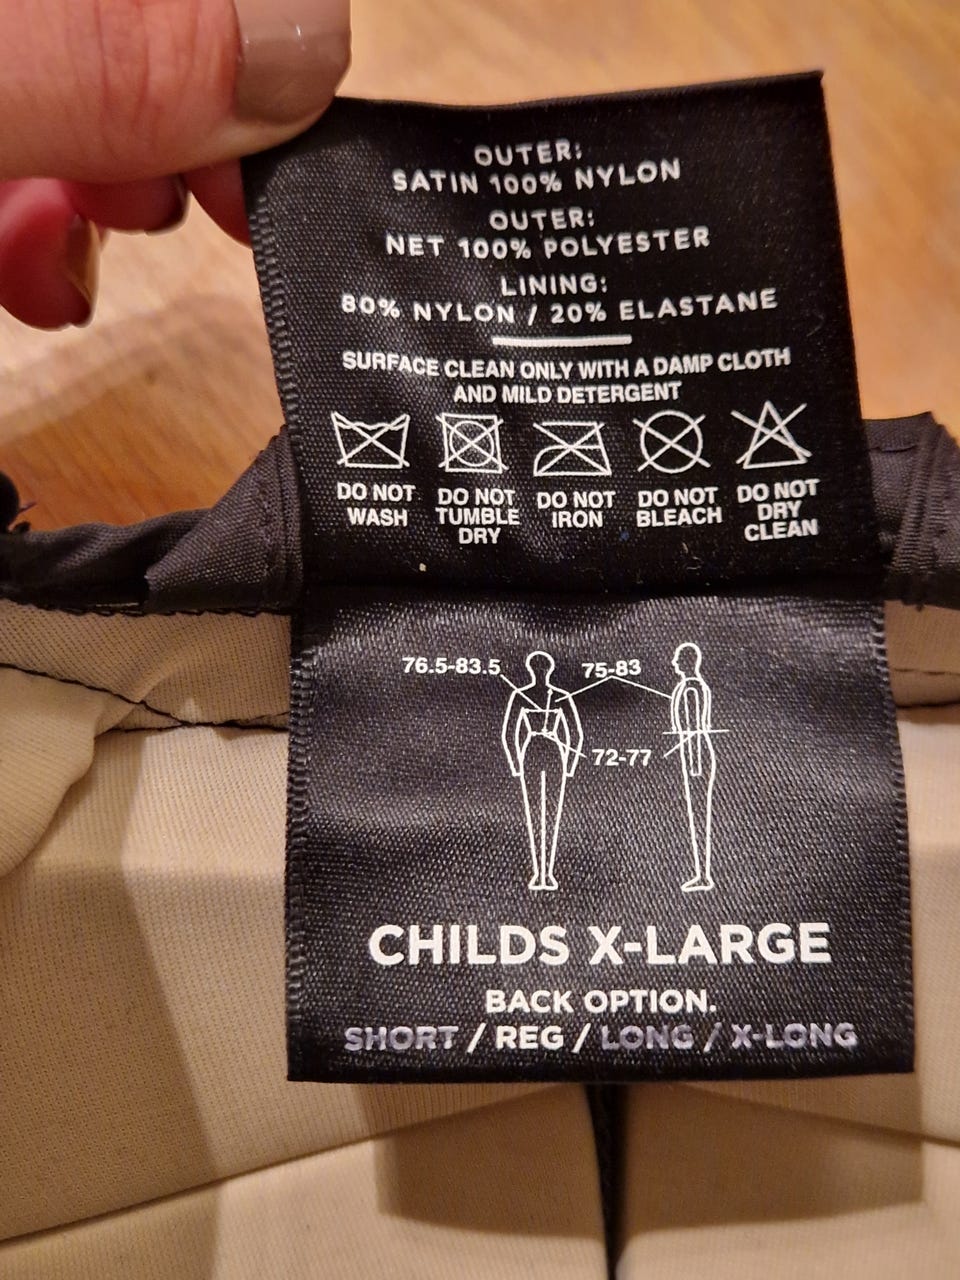 OUTER:
SATIN 100% NYLON
OUTER:
NET 100% POLYESTER
LINING:
80% NYLON / 20% ELASTANE
SURFACE CLEAN ONLY WITH A DAMP CLOTH
AND MILD DETERGENT
DO NOT WASH
DO NOT TUMBLE DRY
DO NOT IRON
DO NOT BLEACH
DO NOT DRY CLEAN
76.5-83.5
75-83
72-77
CHILDS X-LARGE
BACK OPTION.
SHORT / REG / LONG / X-LONG